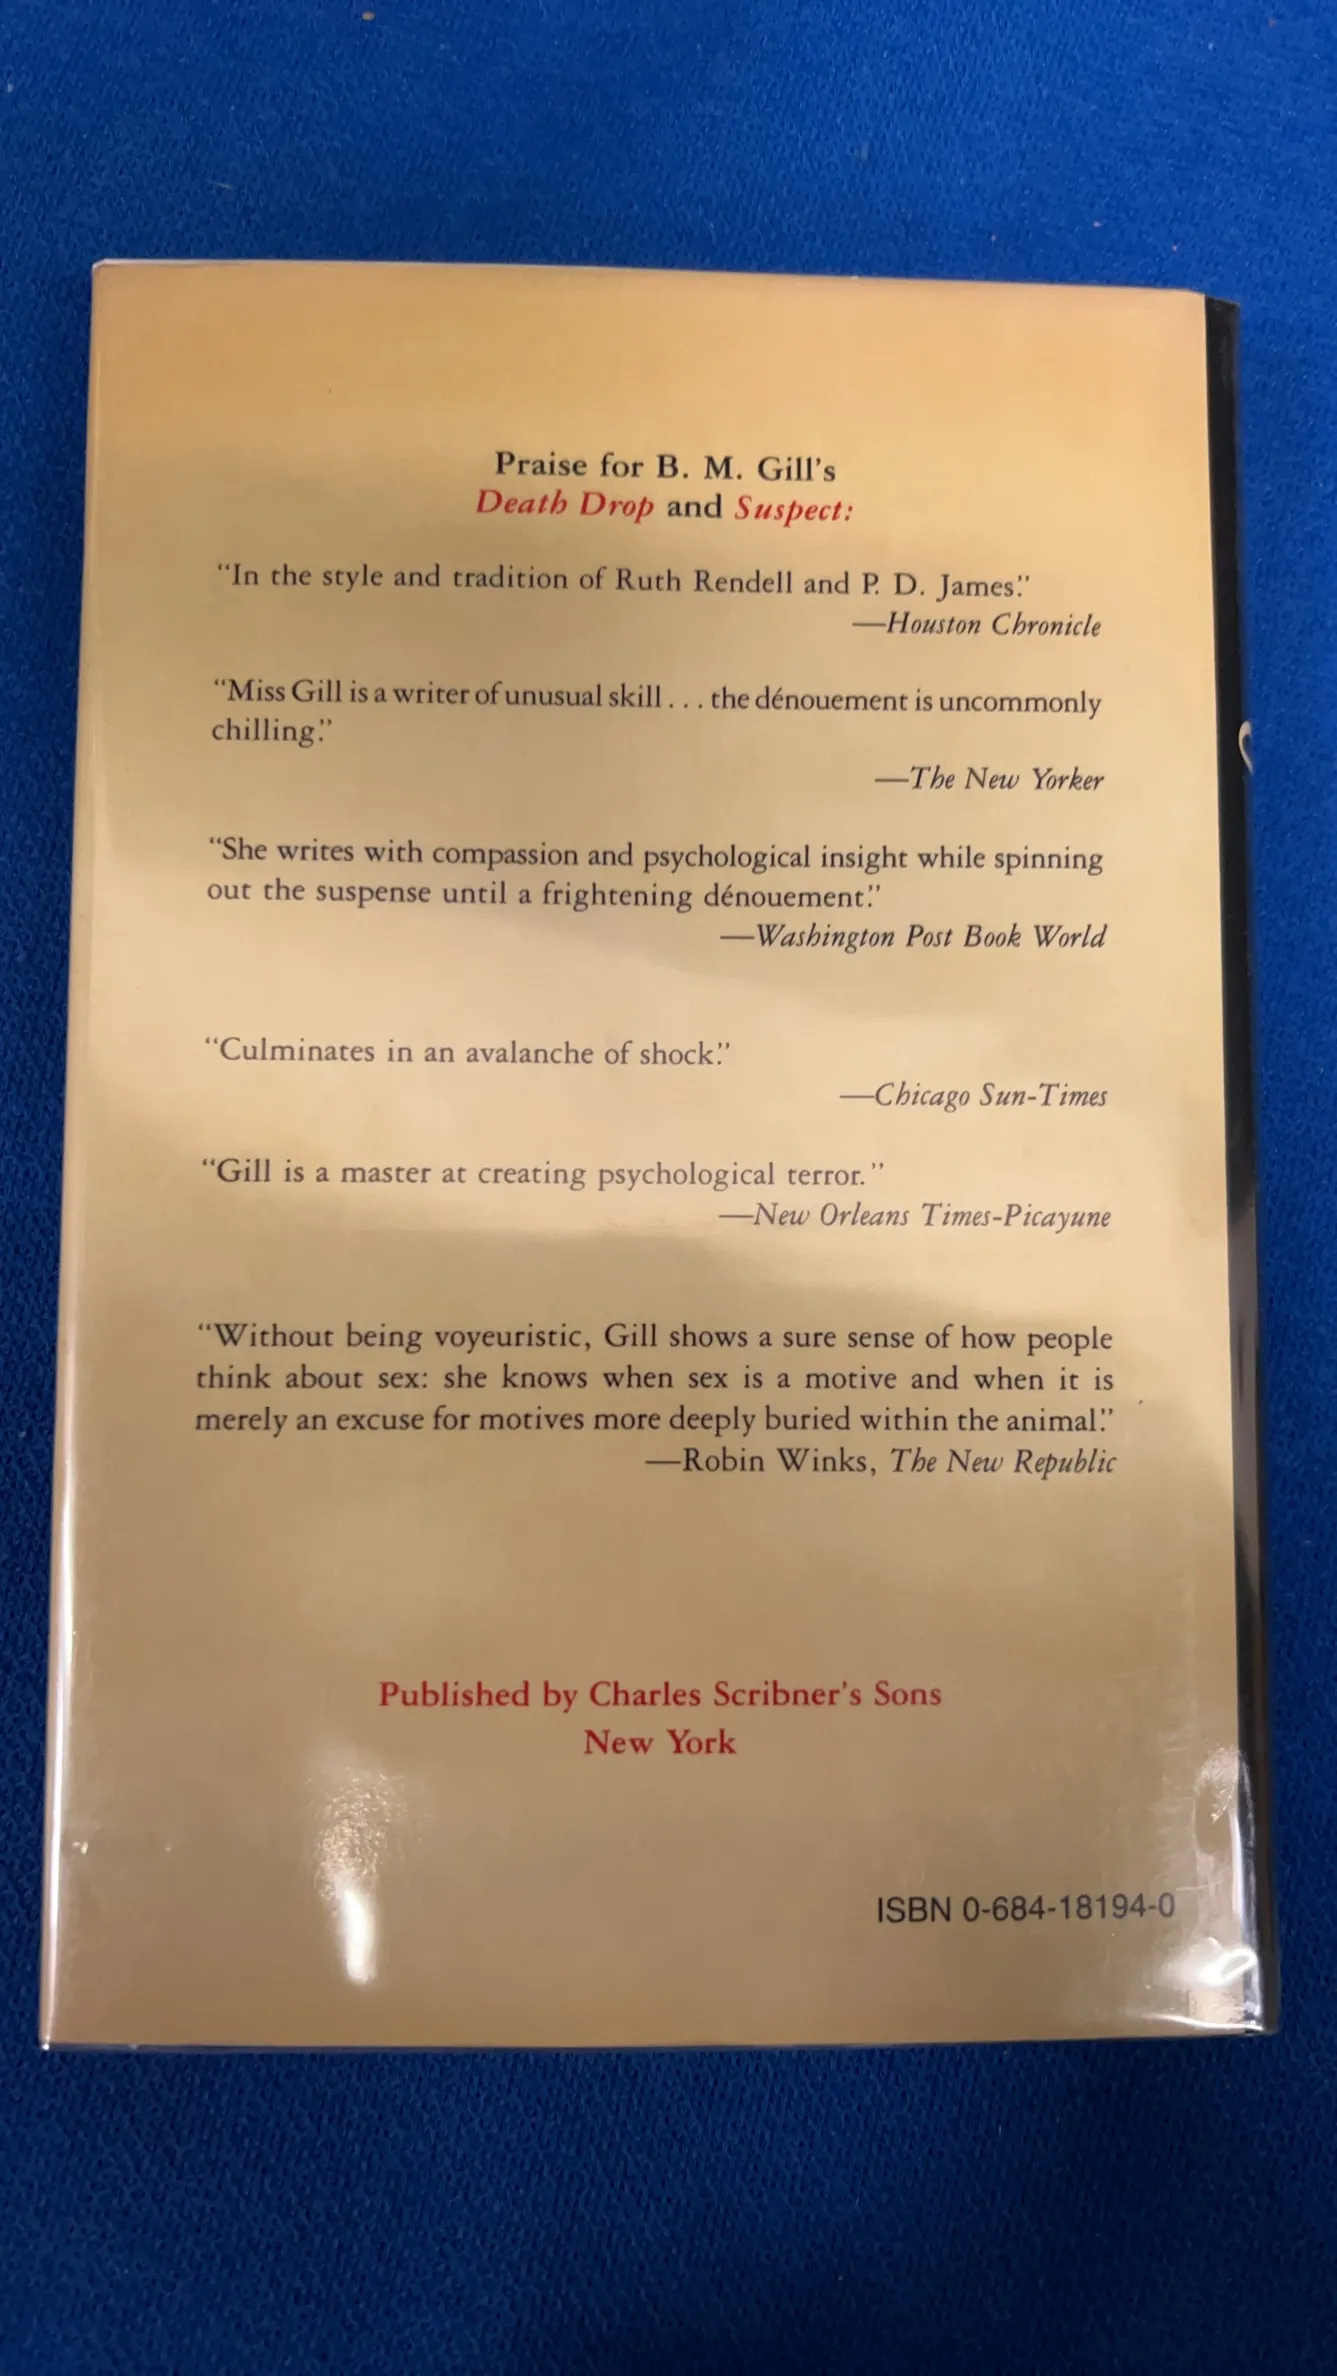 Praise for B. M. Gill's
Death Drop and Suspect:
“In the style and tradition of Ruth Rendell and P. D. James.”
—Houston Chronicle
“Miss Gill is a writer of unusual skill . . . the dénouement is uncommonly
chilling.”
—The New Yorker
“She writes with compassion and psychological insight while spinning
out the suspense until a frightening dénouement.”
—Washington Post Book World
“Culminates in an avalanche of shock.”
—Chicago Sun-Times
“Gill is a master at creating psychological terror.”
—New Orleans Times-Picayune
“Without being voyeuristic, Gill shows a sure sense of how people
think about sex: she knows when sex is a motive and when it is
merely an excuse for motives more deeply buried within the animal.”
—Robin Winks, The New Republic
Published by Charles Scribner's Sons
New York
ISBN 0-684-18194-0